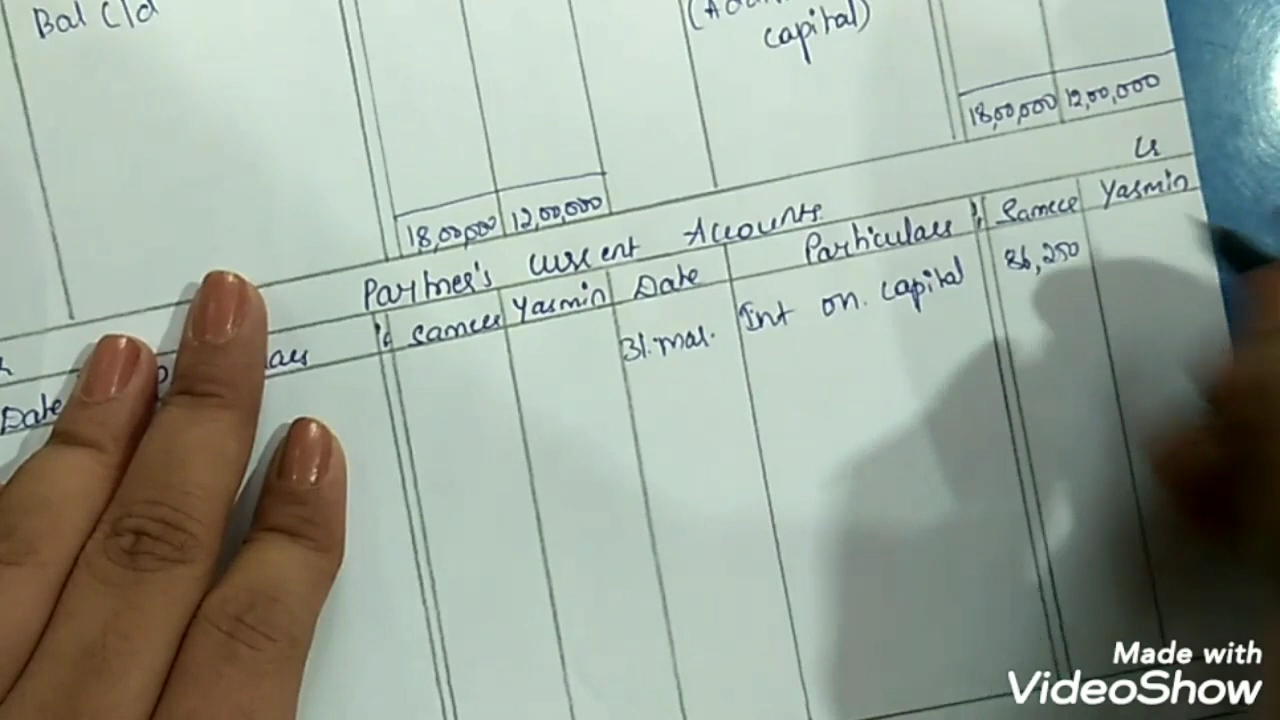 Bal C/d
capital)
18,00,000 12,00,000
18,00,000 12,00,000
Partner's current Accounts
Cr
Date
Sameer Yasmin Date Particulars Sameer Yasmin
31. mar. Int on. capital 86,250
Made with
VideoShow